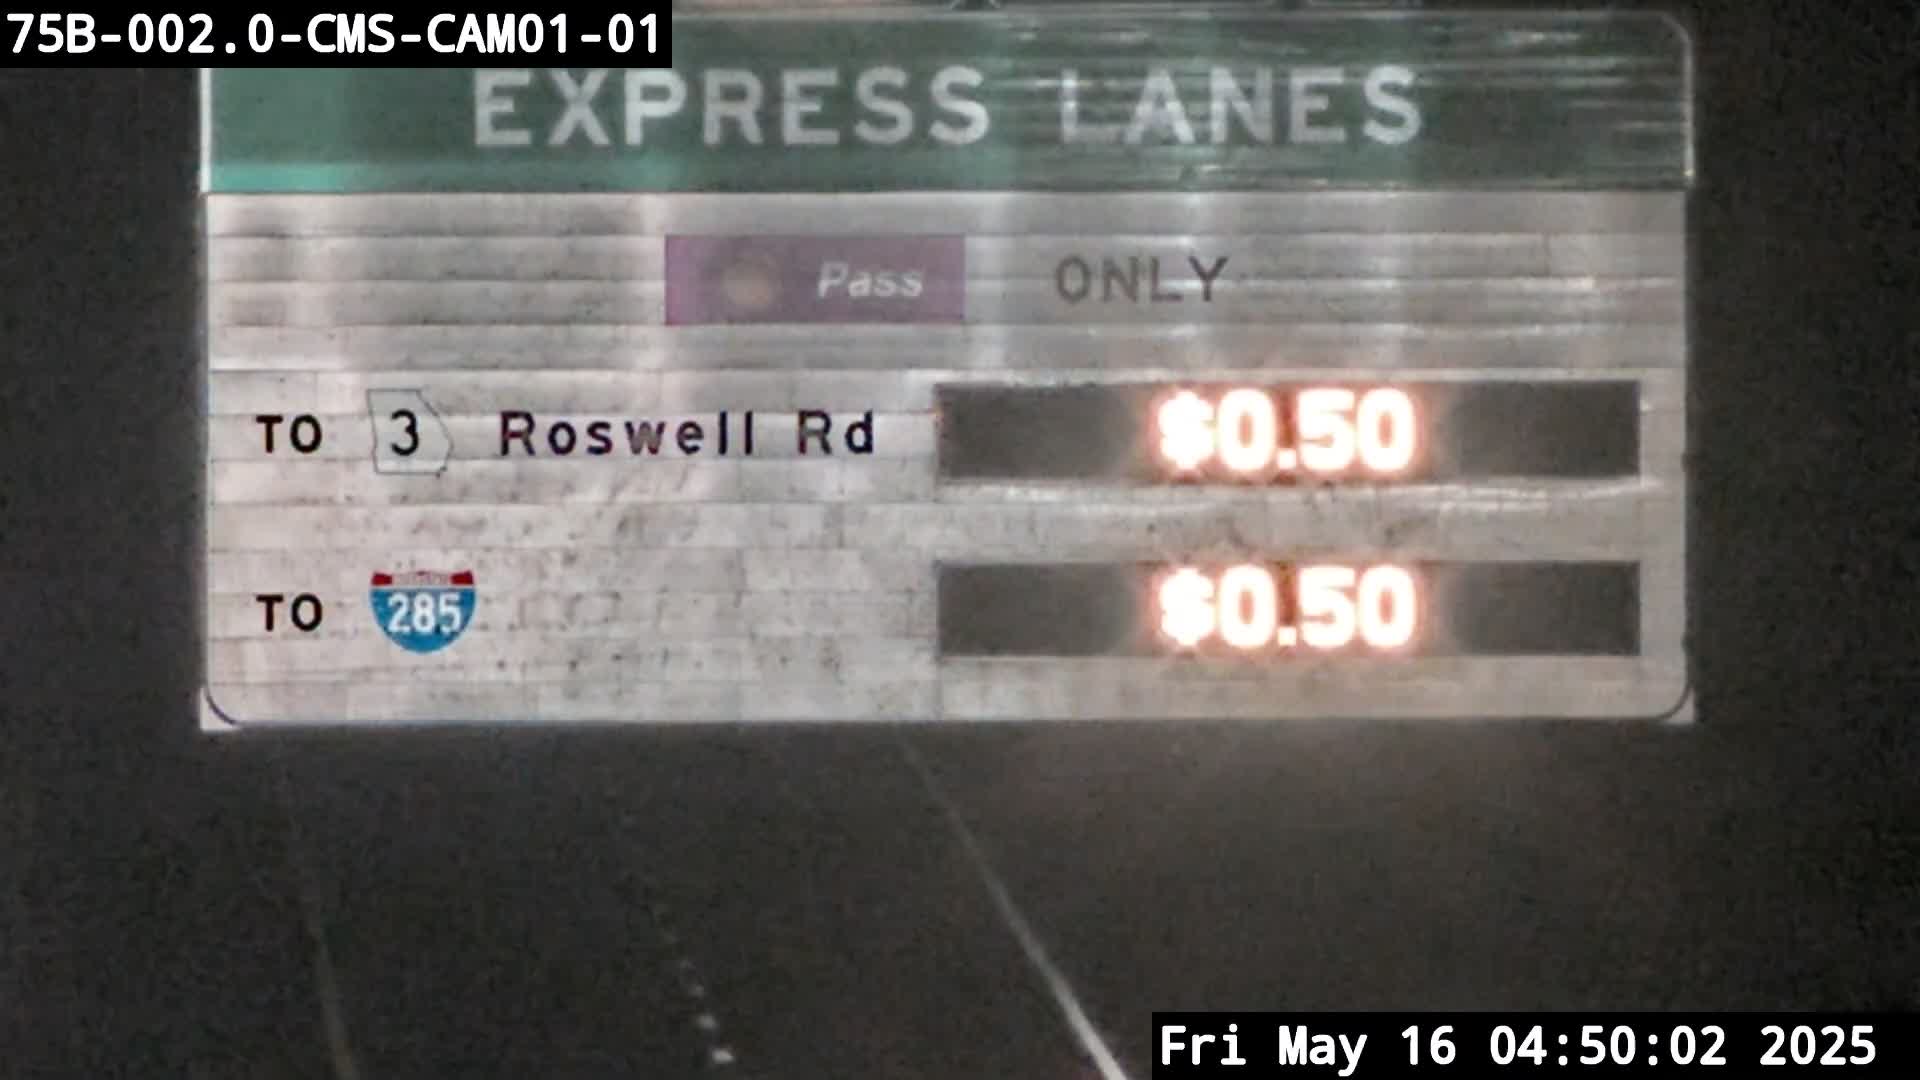 75B-002.0-CMS-CAM01-01
EXPRESS LANES
Pass ONLY
TO 3 Roswell Rd $0.50
TO 285 $0.50
Fri May 16 04:50:02 2025